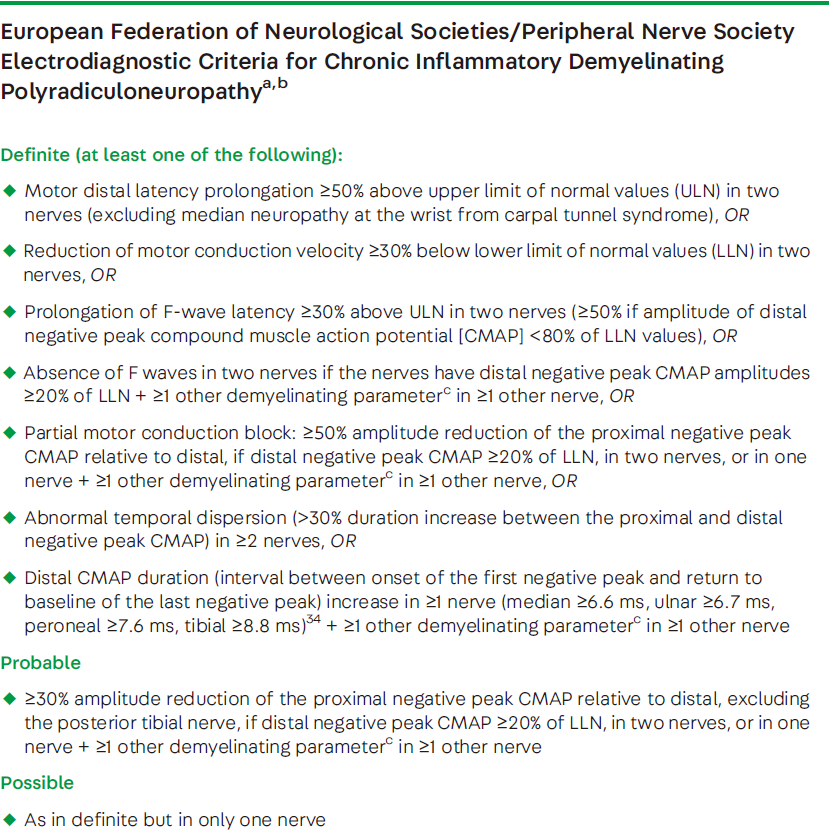 European Federation of Neurological Societies/Peripheral Nerve Society
Electrodiagnostic Criteria for Chronic Inflammatory Demyelinating
Polyradiculoneuropathyᵃ,ᵇ
Definite (at least one of the following):
◆ Motor distal latency prolongation ≥50% above upper limit of normal values (ULN) in two
nerves (excluding median neuropathy at the wrist from carpal tunnel syndrome), OR
◆ Reduction of motor conduction velocity ≥30% below lower limit of normal values (LLN) in two
nerves, OR
◆ Prolongation of F-wave latency ≥30% above ULN in two nerves (≥50% if amplitude of distal
negative peak compound muscle action potential [CMAP] <80% of LLN values), OR
◆ Absence of F waves in two nerves if the nerves have distal negative peak CMAP amplitudes
≥20% of LLN + ≥1 other demyelinating parameterᶜ in ≥1 other nerve, OR
◆ Partial motor conduction block: ≥50% amplitude reduction of the proximal negative peak
CMAP relative to distal, if distal negative peak CMAP ≥20% of LLN, in two nerves, or in one
nerve + ≥1 other demyelinating parameterᶜ in ≥1 other nerve, OR
◆ Abnormal temporal dispersion (>30% duration increase between the proximal and distal
negative peak CMAP) in ≥2 nerves, OR
◆ Distal CMAP duration (interval between onset of the first negative peak and return to
baseline of the last negative peak) increase in ≥1 nerve (median ≥6.6 ms, ulnar ≥6.7 ms,
peroneal ≥7.6 ms, tibial ≥8.8 ms)³⁴ + ≥1 other demyelinating parameterᶜ in ≥1 other nerve
Probable
◆ ≥30% amplitude reduction of the proximal negative peak CMAP relative to distal, excluding
the posterior tibial nerve, if distal negative peak CMAP ≥20% of LLN, in two nerves, or in one
nerve + ≥1 other demyelinating parameterᶜ in ≥1 other nerve
Possible
◆ As in definite but in only one nerve